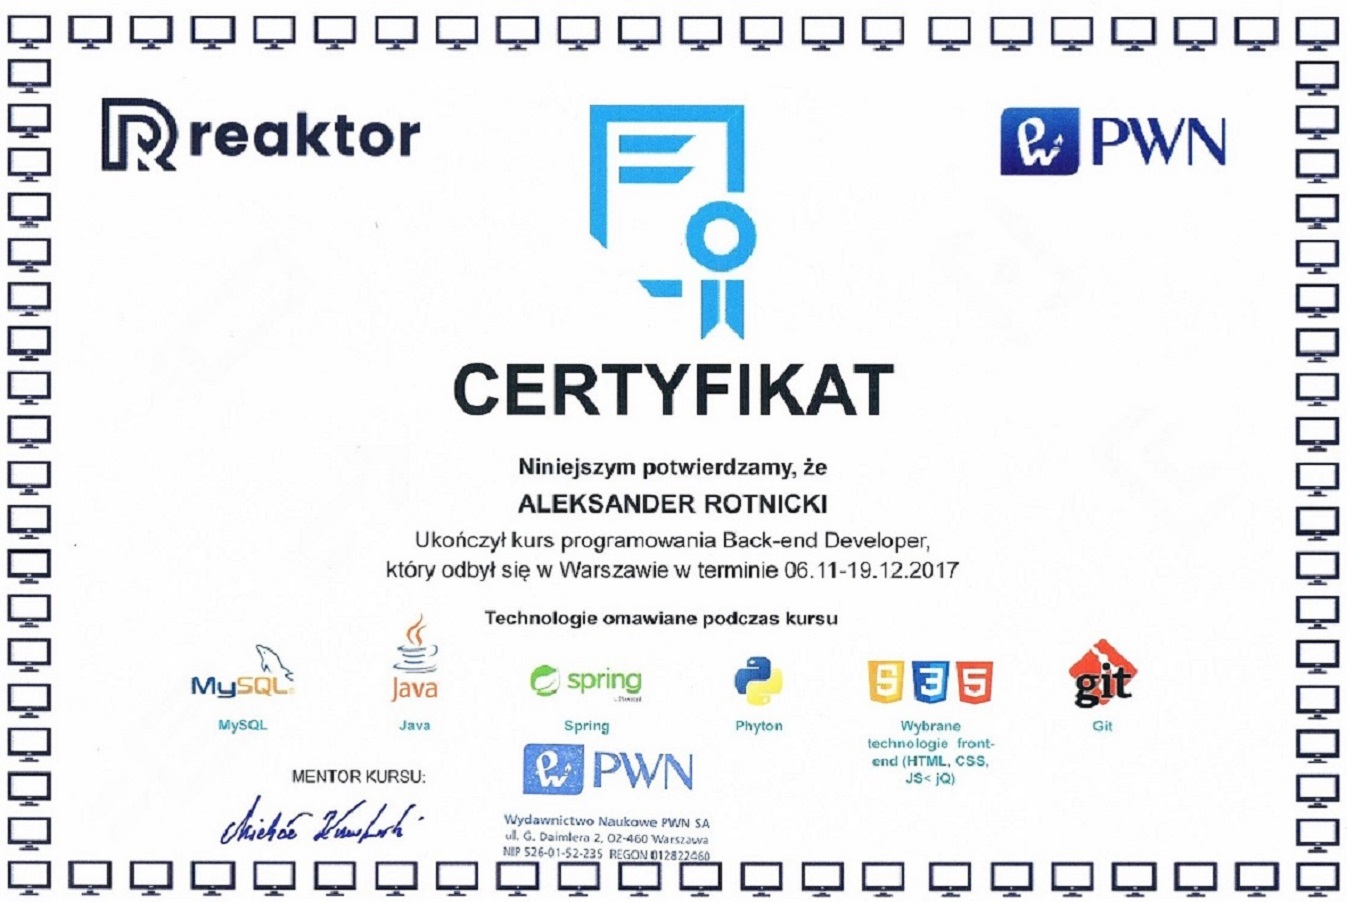 reaktor
PWN
CERTYFIKAT
Niniejszym potwierdzamy, że
ALEKSANDER ROTNICKI
Ukończył kurs programowania Back-end Developer,
który odbył się w Warszawie w terminie 06.11-19.12.2017
Technologie omawiane podczas kursu
MySQL
Java
spring
5 3 5
git
MySQL
Java
Spring
Phyton
Wybrane
technologie front-
end (HTML, CSS,
JS< jQ)
Git
MENTOR KURSU:
PWN
Wydawnictwo Naukowe PWN SA
ul. G. Daimlera 2, 02-460 Warszawa
NIP 526-01-52-235 REGON 012822460